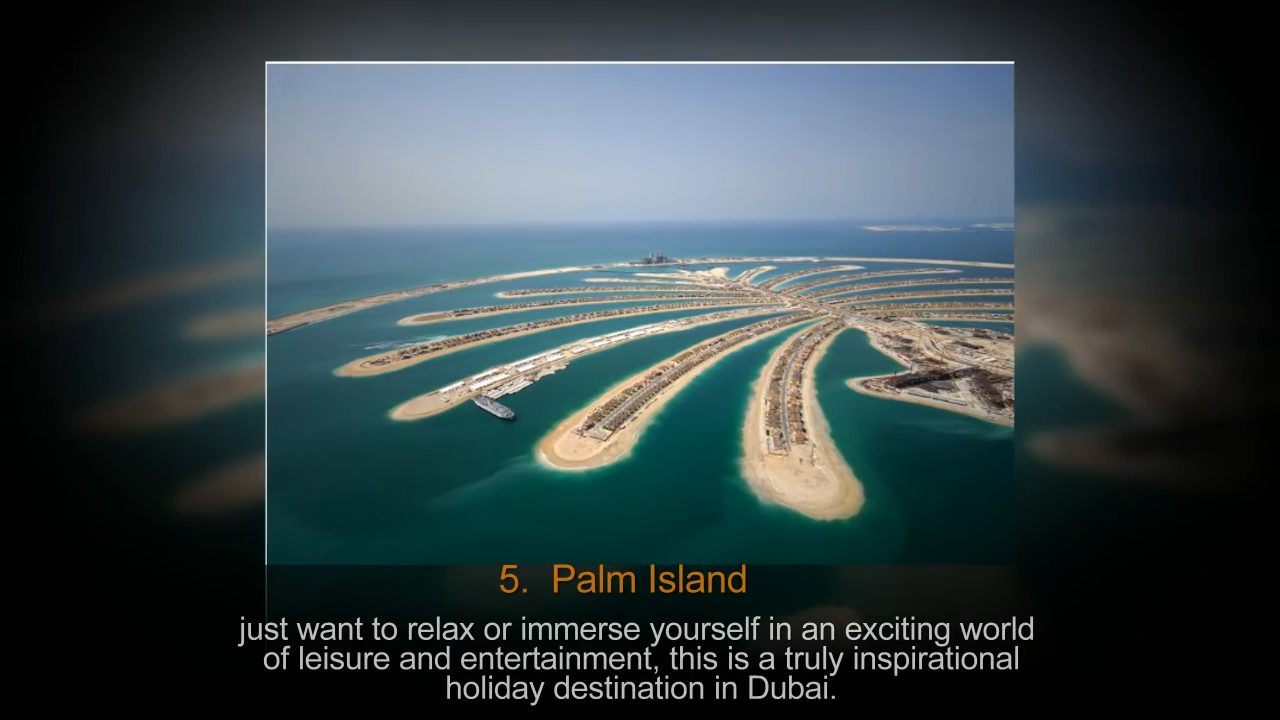 5. Palm Island
just want to relax or immerse yourself in an exciting world
of leisure and entertainment, this is a truly inspirational
holiday destination in Dubai.